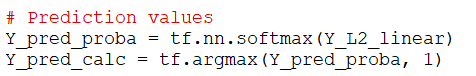 # Prediction values
Y_pred_proba = tf.nn.softmax(Y_L2_linear)
Y_pred_calc = tf.argmax(Y_pred_proba, 1)